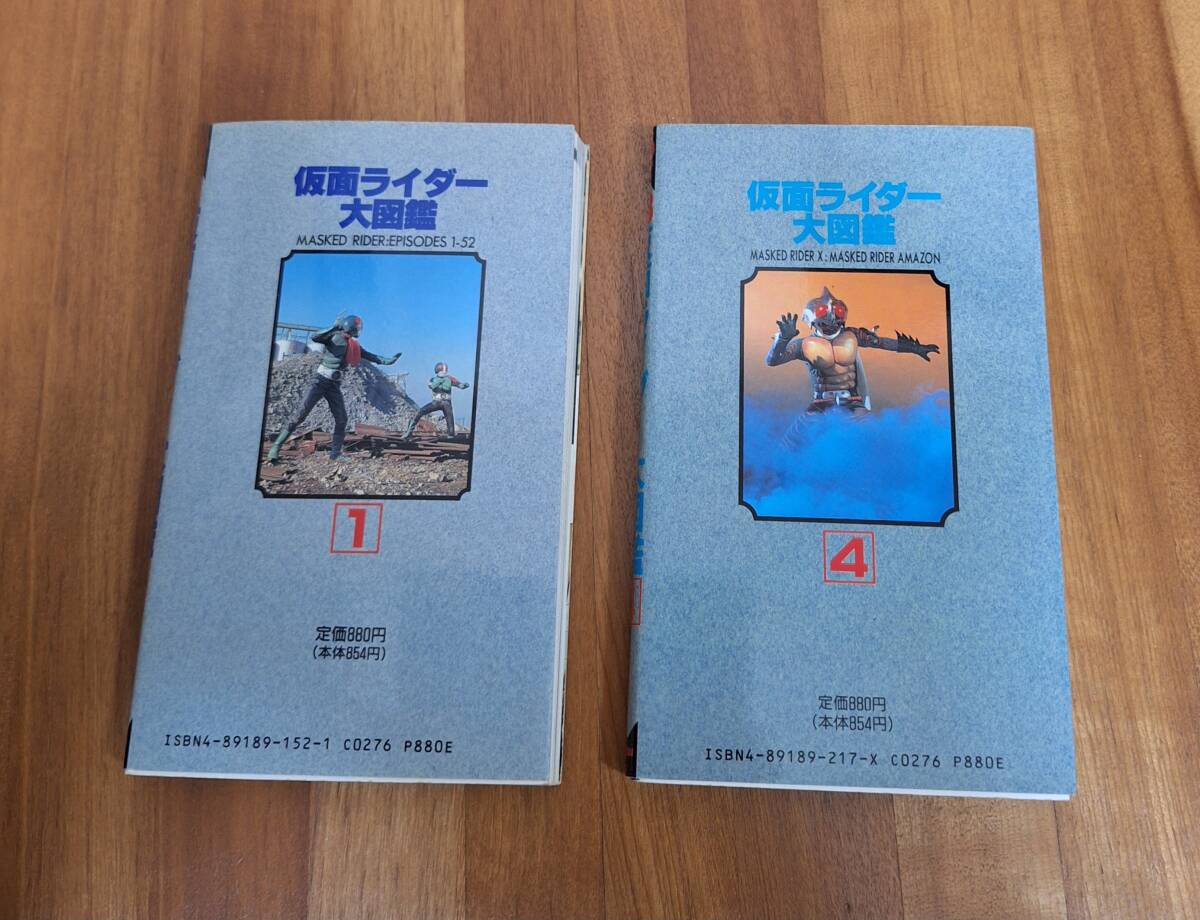 仮面ライダー
大図鑑
MASKED RIDER:EPISODES 1-52
1
定価880円
(本体854円)
ISBN4-89189-152-1 C0276 P880E
仮面ライダー
大図鑑
MASKED RIDER X:MASKED RIDER AMAZON
4
定価880円
(本体854円)
ISBN4-89189-217-X C0276 P880E